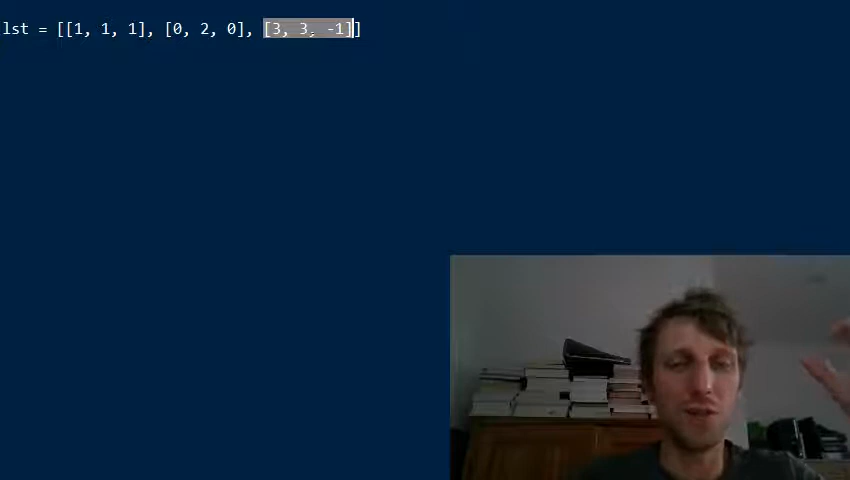 lst = [[1, 1, 1], [0, 2, 0], [3, 3, -1]]